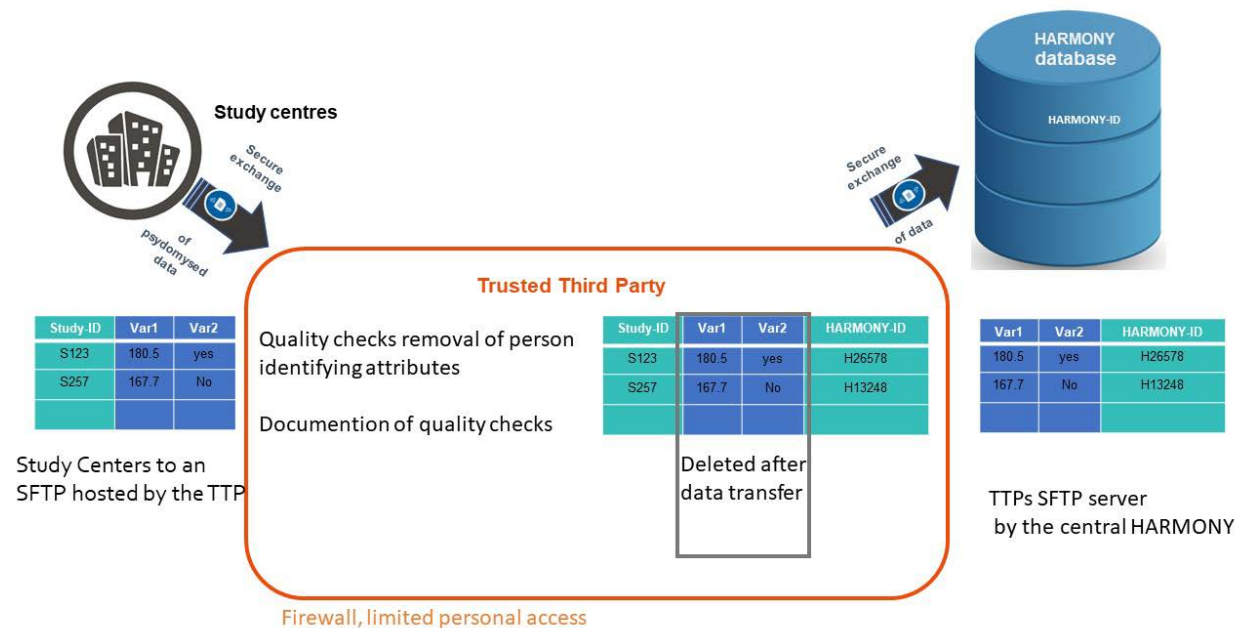 HARMONY
database
HARMONY-ID
Study centres
Secure
exchange
of
psydomysed
data
Secure
exchange
of data
Trusted Third Party
Study-ID Var1 Var2
S123 180.5 yes
S257 167.7 No
Quality checks removal of person
identifying attributes
Documention of quality checks
Study-ID Var1 Var2 HARMONY-ID
S123 180.5 yes H26578
S257 167.7 No H13248
Deleted after
data transfer
Var1 Var2 HARMONY-ID
180.5 yes H26578
167.7 No H13248
Study Centers to an
SFTP hosted by the TTP
TTPs SFTP server
by the central HARMONY
Firewall, limited personal access